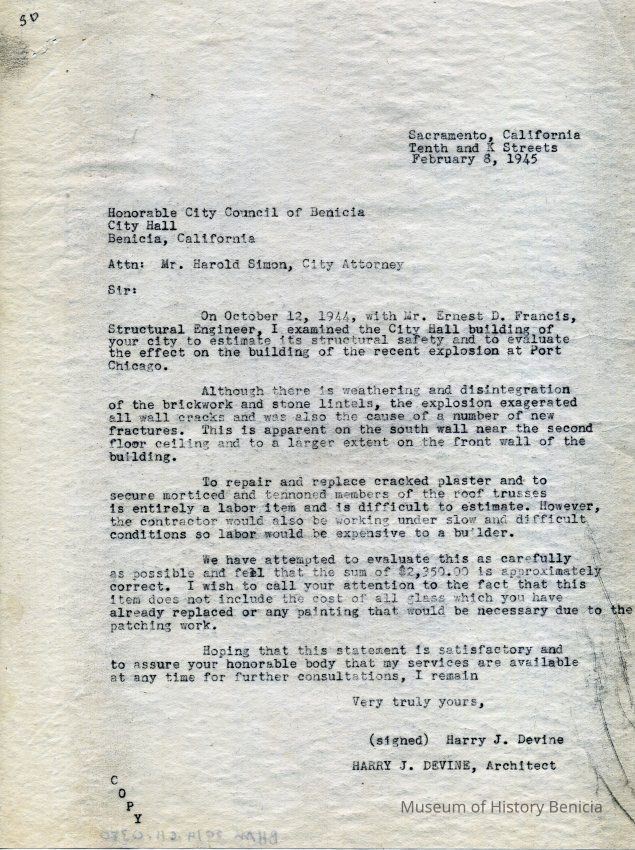 50
Sacramento, California
Tenth and K Streets
February 8, 1945
Honorable City Council of Benicia
City Hall
Benicia, California
Attn: Mr. Harold Simon, City Attorney
Sir:
On October 12, 1944, with Mr. Ernest D. Francis,
Structural Engineer, I examined the City Hall building of
your city to estimate its structural safety and to evaluate
the effect on the building of the recent explosion at Port
Chicago.
Although there is weathering and disintegration
of the brickwork and stone lintels, the explosion exagerated
all wall cracks and was also the cause of a number of new
fractures. This is apparent on the south wall near the second
floor ceiling and to a larger extent on the front wall of the
building.
To repair and replace cracked plaster and to
secure morticed and tennoned members of the roof trusses
is entirely a labor item and is difficult to estimate. However,
the contractor would also be working under slow and difficult
conditions so labor would be expensive to a builder.
We have attempted to evaluate this as carefully
as possible and feel that the sum of $2,350.00 is approximately
correct. I wish to call your attention to the fact that this
item does not include the cost of all glass which you have
already replaced or any painting that would be necessary due to the
patching work.
Hoping that this statement is satisfactory and
to assure your honorable body that my services are available
at any time for further consultations, I remain
Very truly yours,
(signed) Harry J. Devine
HARRY J. DEVINE, Architect
C
O
P
Y
Museum of History Benicia